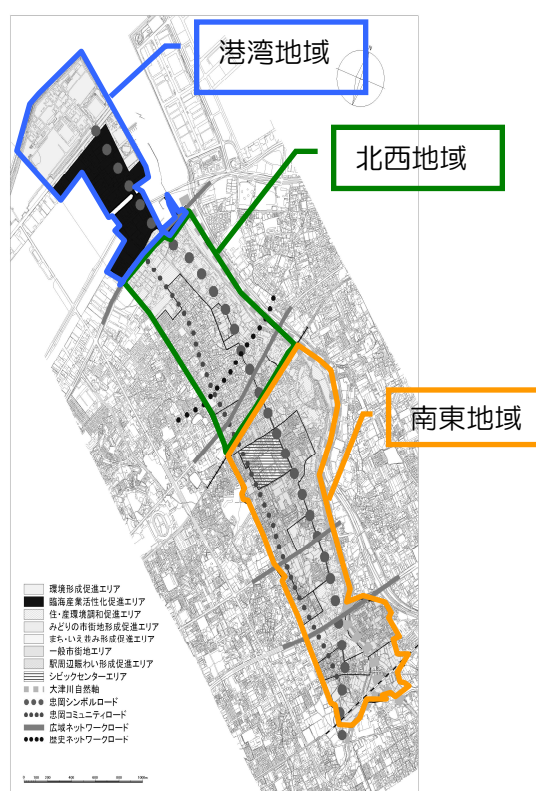 港湾地域
北西地域
南東地域
環境形成促進エリア
臨海産業活性化促進エリア
住・産環境調和促進エリア
みどりの市街地形成促進エリア
まち・いえ並み形成促進エリア
一般市街地エリア
駅周辺賑わい形成促進エリア
シビックセンターエリア
大津川自然軸
忠岡シンボルロード
忠岡コミュニティロード
広域ネットワークロード
歴史ネットワークロード